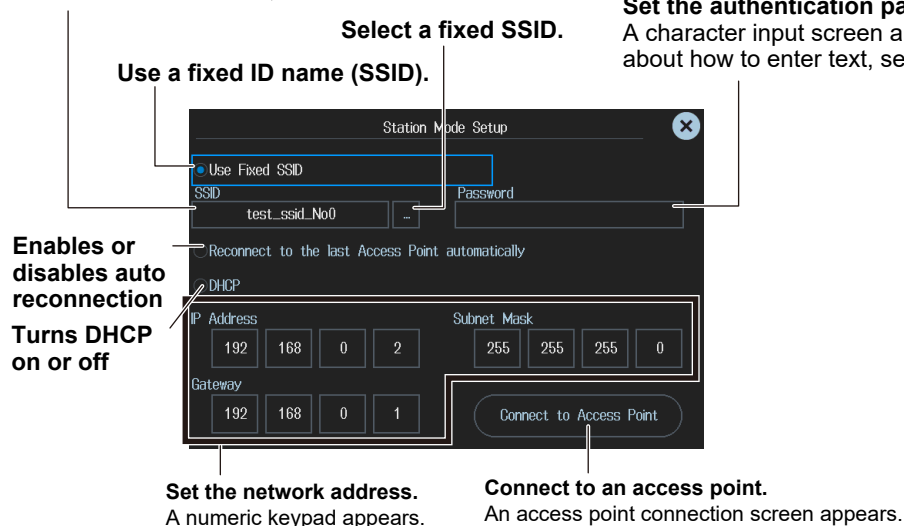 Select a fixed SSID.
Set the authentication pa
A character input screen a
about how to enter text, se
Use a fixed ID name (SSID).
Station Mode Setup
Use Fixed SSID
SSID
Password
test_ssid_No0
...
Enables or
disables auto
reconnection
Reconnect to the last Access Point automatically
DHCP
Turns DHCP
on or off
IP Address
Subnet Mask
192 168 0 2
255 255 255 0
Gateway
192 168 0 1
Connect to Access Point
Set the network address.
A numeric keypad appears.
Connect to an access point.
An access point connection screen appears.